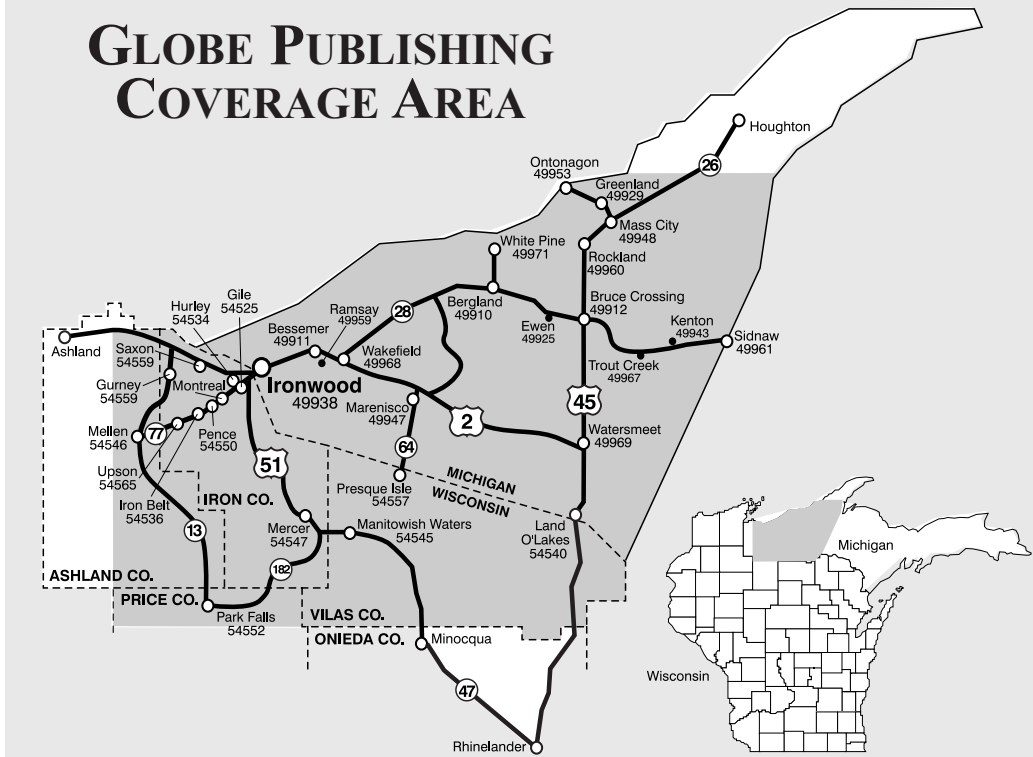 GLOBE PUBLISHING
COVERAGE AREA
Houghton
26
Ontonagon
49953
Greenland
49929
Mass City
49948
White Pine
49971
Rockland
49960
Gile
54525
Hurley
54534
Ramsay
49959
28
Bergland
49910
Bruce Crossing
49912
Bessemer
49911
Ewen
49925
Kenton
49943
Sidnaw
49961
Ashland
Saxon
54559
Wakefield
49968
Trout Creek
49967
Gurney
54559
Montreal
Ironwood
49938
Marenisco
49947
2
45
Mellen
54546
77
Pence
54550
64
Watersmeet
49969
Upson
54565
51
MICHIGAN
WISCONSIN
Presque Isle
54557
Iron Belt
54536
IRON CO.
13
Mercer
54547
Manitowish Waters
54545
Land
O'Lakes
54540
Michigan
182
ASHLAND CO.
PRICE CO.
Park Falls
54552
VILAS CO.
ONIEDA CO.
Minocqua
Wisconsin
47
Rhinelander